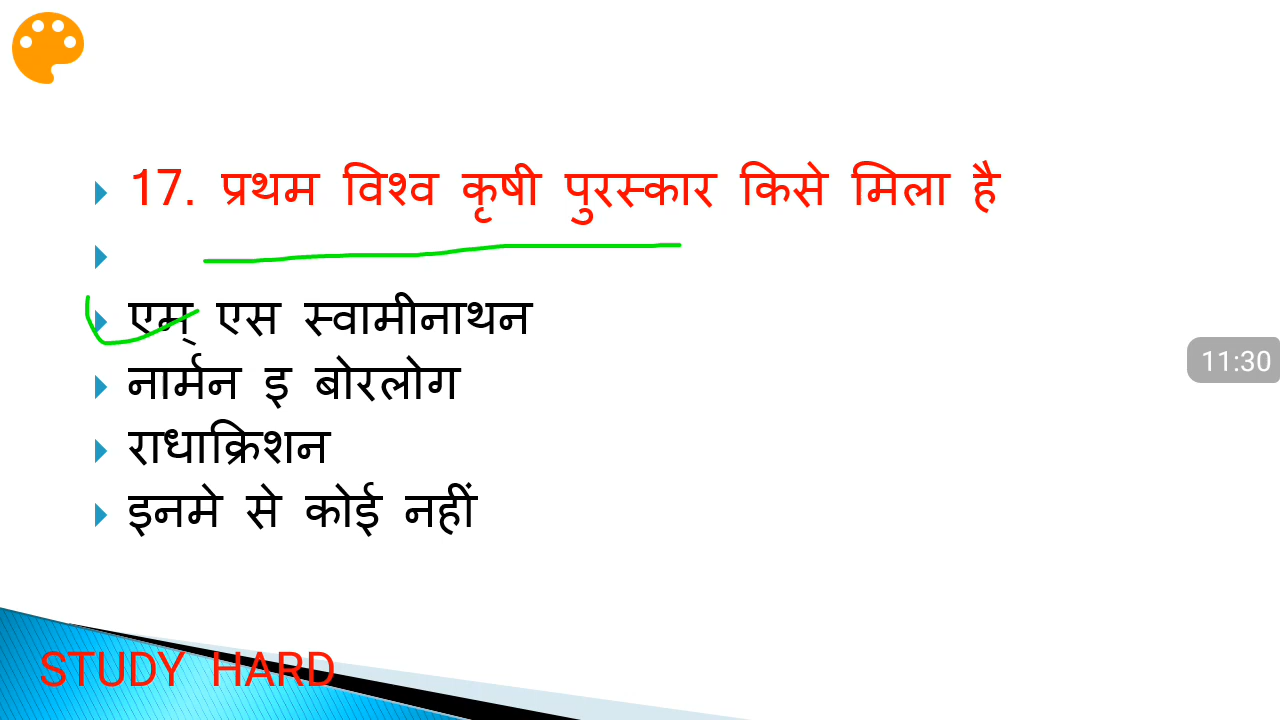 17. प्रथम विश्व कृषी पुरस्कार किसे मिला है
एम् एस स्वामीनाथन
नार्मन इ बोरलोग
राधाक्रिशन
इनमे से कोई नहीं
11:30
STUDY HARD